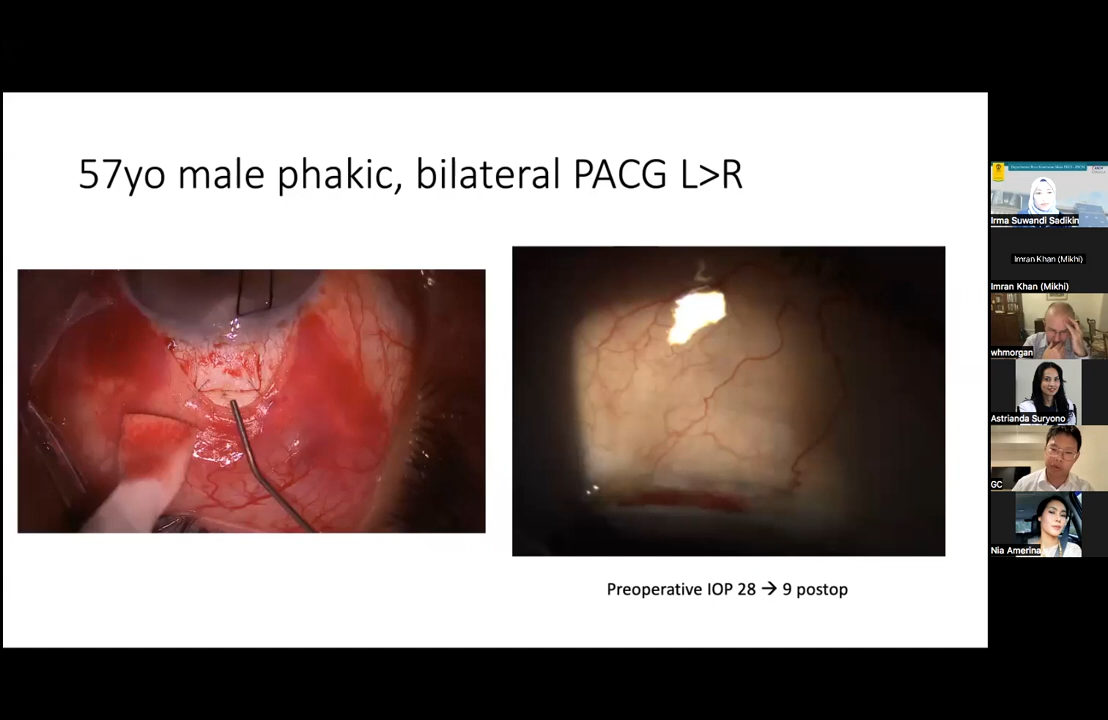 57yo male phakic, bilateral PACG L>R
Preoperative IOP 28 → 9 postop
Irma Suwandi Sadikin
Imran Khan (Mikhi)
Imran Khan (Mikhi)
whmorgan
Astrianda Suryono
GC
Nia Amerina